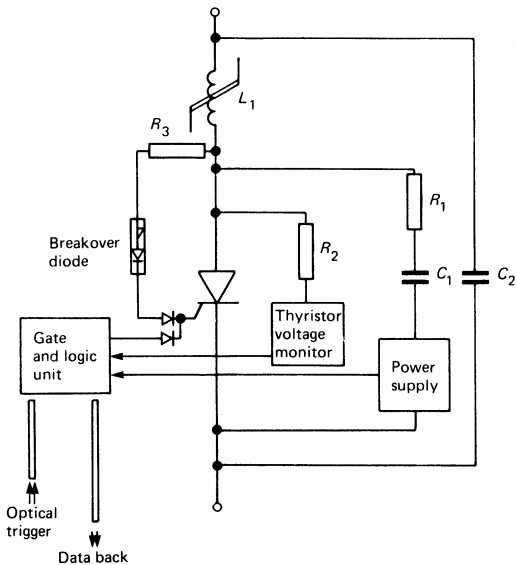 L1
R3
R1
Breakover
diode
R2
C1
C2
Thyristor
voltage
monitor
Gate
and logic
unit
Power
supply
Optical
trigger
Data back